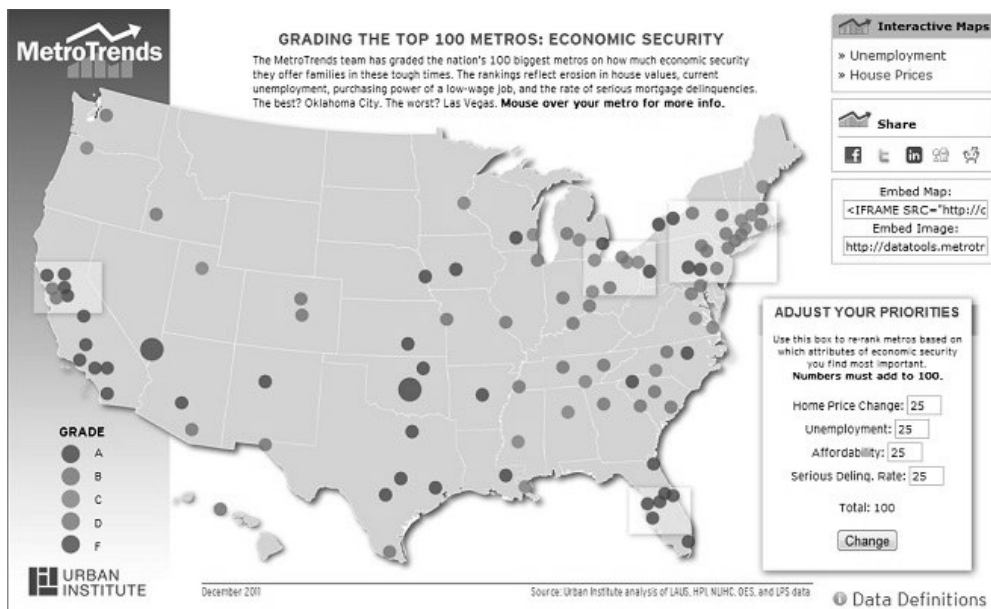 MetroTrends
GRADING THE TOP 100 METROS: ECONOMIC SECURITY
The MetroTrends team has graded the nation's 100 biggest metros on how much economic security
they offer families in these tough times. The rankings reflect erosion in house values, current
unemployment, purchasing power of a low-wage job, and the rate of serious mortgage delinquencies.
The best? Oklahoma City. The worst? Las Vegas. Mouse over your metro for more info.
Interactive Maps
» Unemployment
» House Prices
Share
Embed Map:
<IFRAME SRC="http://c
Embed Image:
http://datatools.metrotr
ADJUST YOUR PRIORITIES
Use this box to re-rank metros based on
which attributes of economic security
you find most important.
Numbers must add to 100.
Home Price Change: 25
Unemployment: 25
Affordability: 25
Serious Delinq. Rate: 25
Total: 100
Change
GRADE
A
B
C
D
F
URBAN
INSTITUTE
December 2011
Source: Urban Institute analysis of LAUS, HPI, NLIHC, OES, and LPS data
Data Definitions